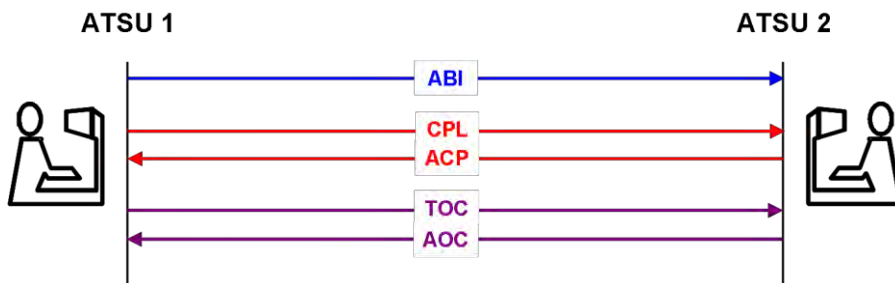 ATSU 1
ATSU 2
ABI
CPL
ACP
TOC
AOC